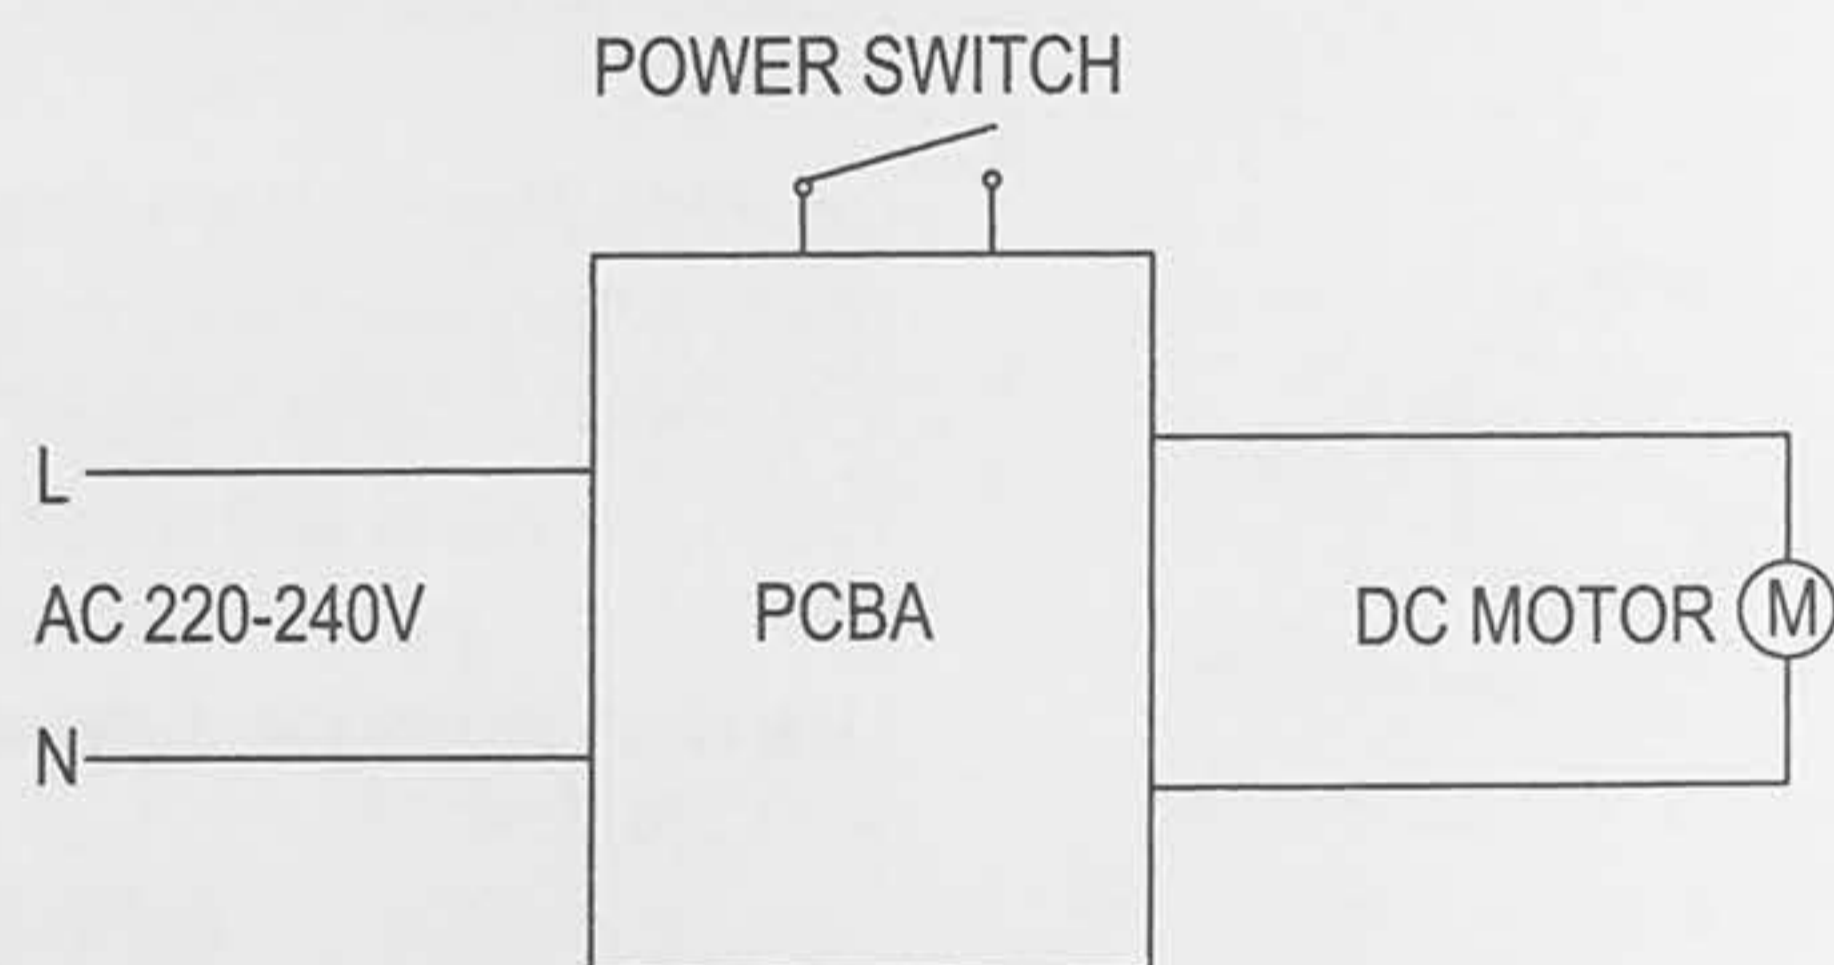 POWER SWITCH
L
AC 220-240V
PCBA
DC MOTOR
M
N